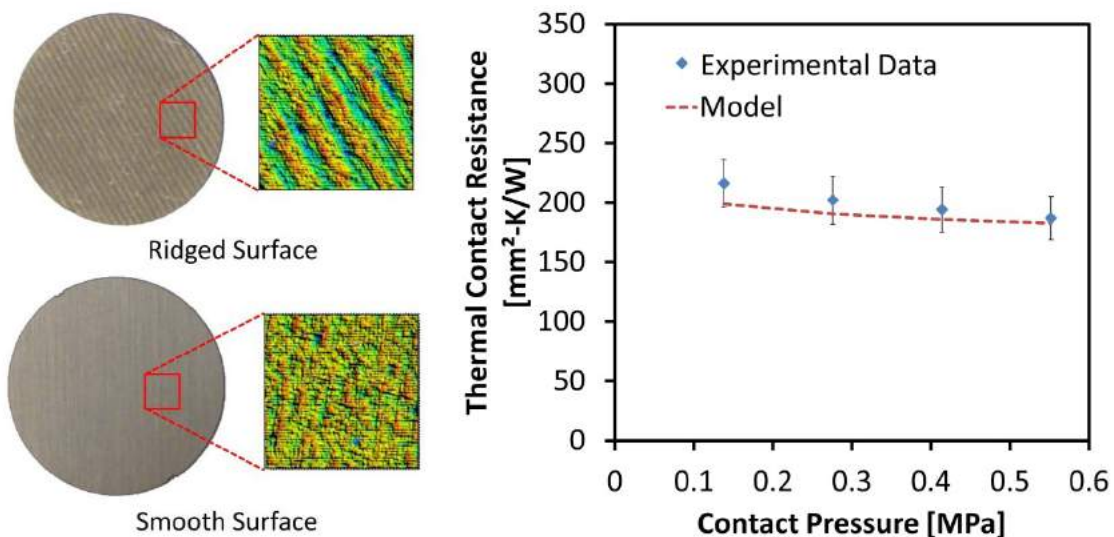 Ridged Surface
Smooth Surface
Thermal Contact Resistance
[mm²-K/W]
350
300
250
200
150
100
50
0
Experimental Data
Model
0 0.1 0.2 0.3 0.4 0.5 0.6
Contact Pressure [MPa]